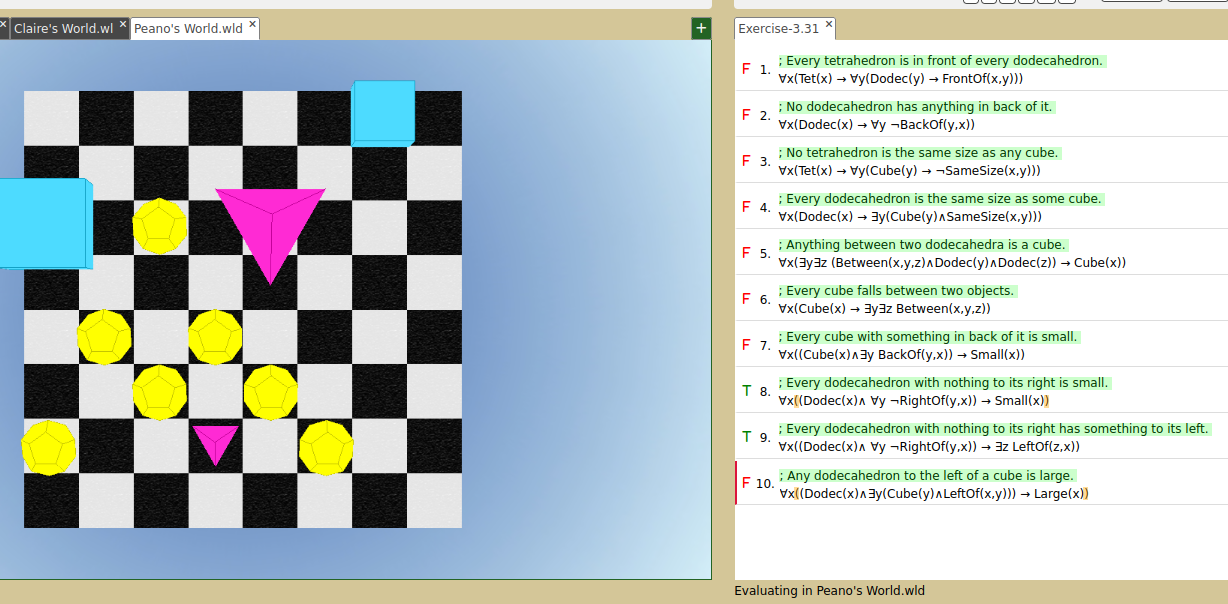 Claire's World.wl
Peano's World.wld
+
Exercise-3.31
F 1. ; Every tetrahedron is in front of every dodecahedron.
∀x(Tet(x) → ∀y(Dodec(y) → FrontOf(x,y)))
F 2. ; No dodecahedron has anything in back of it.
∀x(Dodec(x) → ∀y ¬BackOf(y,x))
F 3. ; No tetrahedron is the same size as any cube.
∀x(Tet(x) → ∀y(Cube(y) → ¬SameSize(x,y)))
F 4. ; Every dodecahedron is the same size as some cube.
∀x(Dodec(x) → ∃y(Cube(y)∧SameSize(x,y)))
F 5. ; Anything between two dodecahedra is a cube.
∀x(∃y∃z (Between(x,y,z)∧Dodec(y)∧Dodec(z)) → Cube(x))
F 6. ; Every cube falls between two objects.
∀x(Cube(x) → ∃y∃z Between(x,y,z))
F 7. ; Every cube with something in back of it is small.
∀x((Cube(x)∧∃y BackOf(y,x)) → Small(x))
T 8. ; Every dodecahedron with nothing to its right is small.
∀x((Dodec(x)∧ ∀y ¬RightOf(y,x)) → Small(x))
T 9. ; Every dodecahedron with nothing to its right has something to its left.
∀x((Dodec(x)∧ ∀y ¬RightOf(y,x)) → ∃z LeftOf(z,x))
F 10. ; Any dodecahedron to the left of a cube is large.
∀x((Dodec(x)∧∃y(Cube(y)∧LeftOf(x,y))) → Large(x))
Evaluating in Peano's World.wld